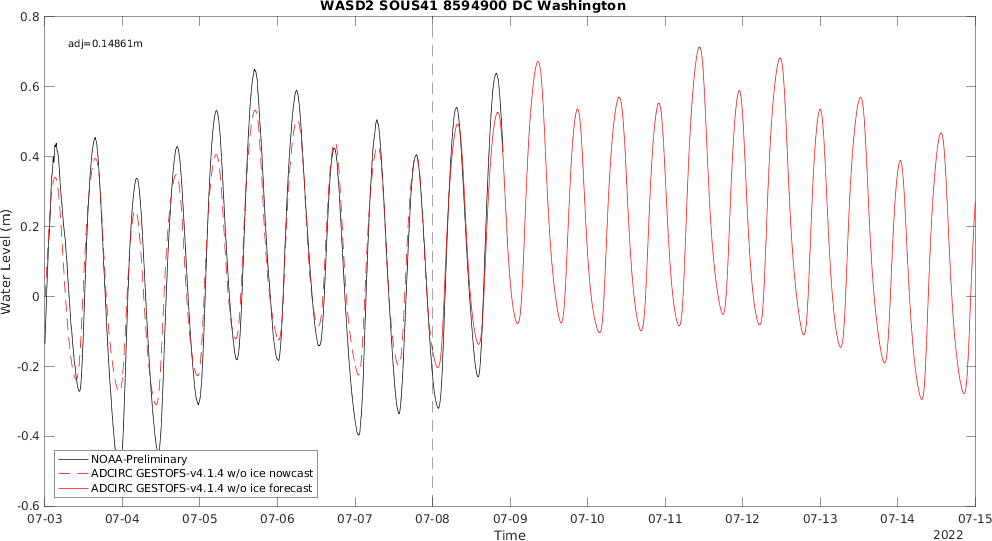 WASD2 SOUS41 8594900 DC Washington
adj=0.14861m
Water Level (m)
0.8
0.6
0.4
0.2
0
-0.2
-0.4
-0.6
NOAA-Preliminary
ADCIRC GESTOFS-v4.1.4 w/o ice nowcast
ADCIRC GESTOFS-v4.1.4 w/o ice forecast
07-03 07-04 07-05 07-06 07-07 07-08 07-09 07-10 07-11 07-12 07-13 07-14 07-15
Time
2022